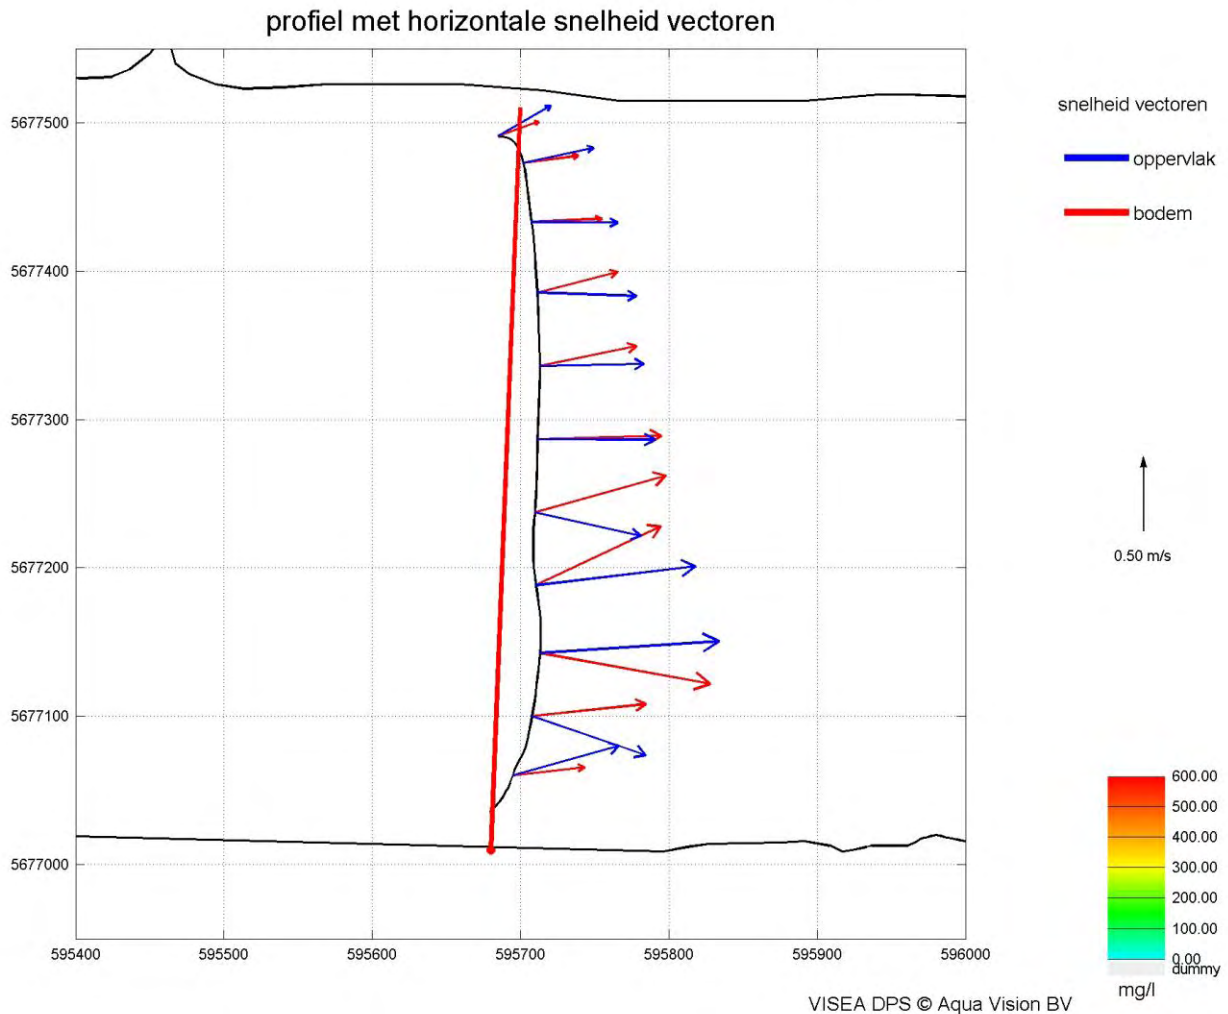 profiel met horizontale snelheid vectoren
snelheid vectoren
oppervlak
bodem
5677500
5677400
5677300
5677200
5677100
5677000
595400
595500
595600
595700
595800
595900
596000
0.50 m/s
600.00
500.00
400.00
300.00
200.00
100.00
0.00
dummy
mg/l
VISEA DPS © Aqua Vision BV